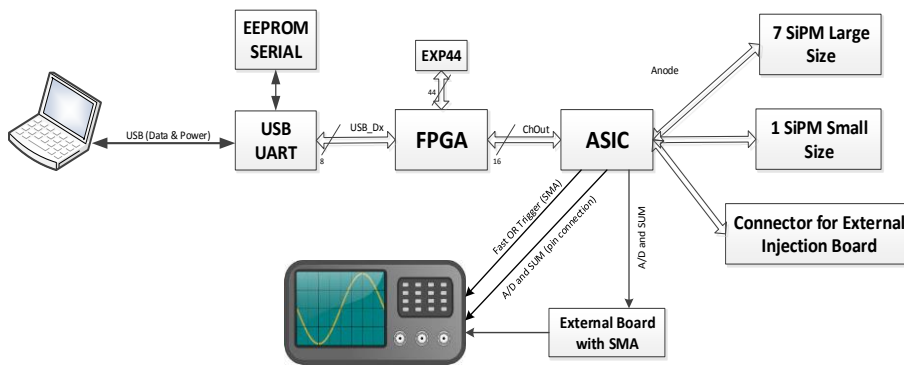 EEPROM
SERIAL
EXP44
44
7 SiPM Large
Size
Anode
USB (Data & Power)
USB
UART
USB_Dx
8
FPGA
ChOut
16
ASIC
1 SiPM Small
Size
Connector for External
Injection Board
Fast OR Trigger (SMA)
A/D and SUM (pin connection)
A/D and SUM
External Board
with SMA